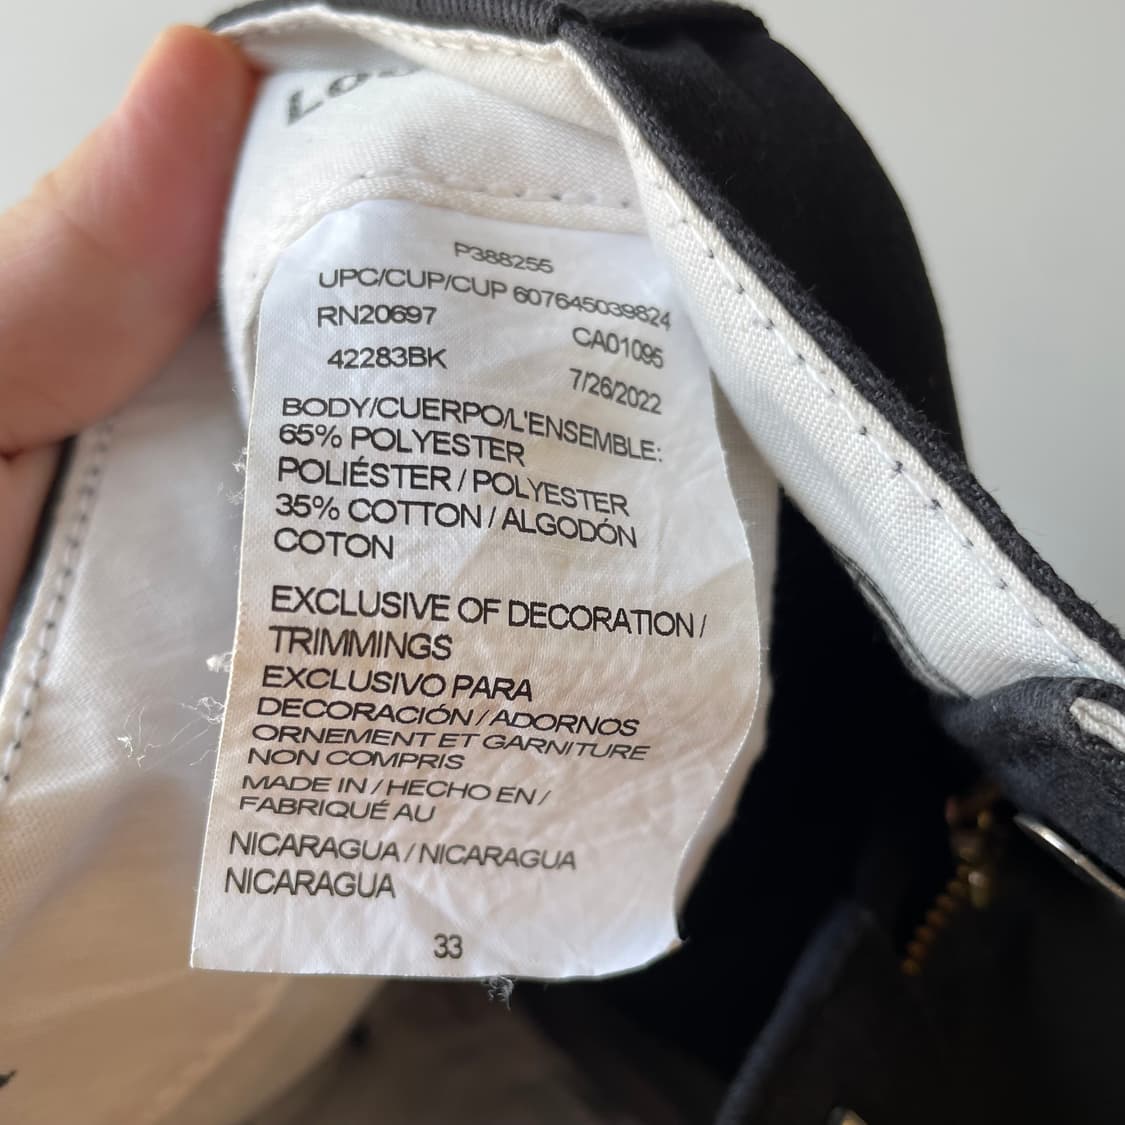 P388255
UPC/CUP/CUP 607645039824
RN20697
CA01095
42283BK
7/26/2022
BODY/CUERPO/L'ENSEMBLE:
65% POLYESTER
POLIÉSTER / POLYESTER
35% COTTON / ALGODÓN
COTON
EXCLUSIVE OF DECORATION /
TRIMMINGS
EXCLUSIVO PARA
DECORACIÓN / ADORNOS
ORNEMENT ET GARNITURE
NON COMPRIS
MADE IN / HECHO EN /
FABRIQUÉ AU
NICARAGUA / NICARAGUA
NICARAGUA
33